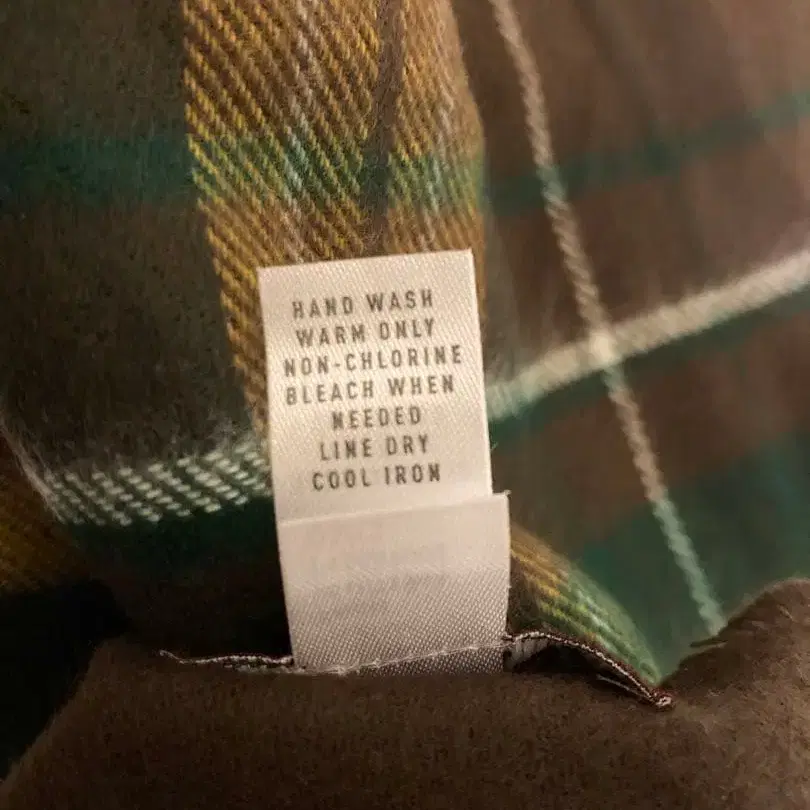 HAND WASH
WARM ONLY
NON-CHLORINE
BLEACH WHEN
NEEDED
LINE DRY
COOL IRON